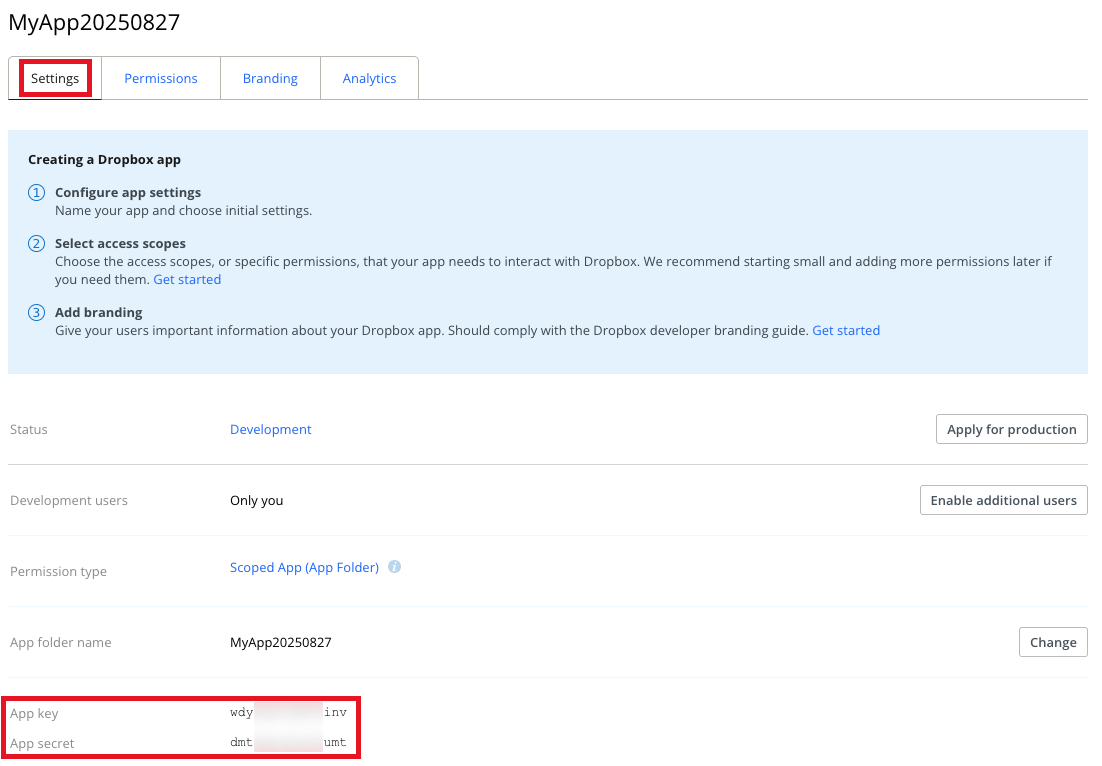 MyApp20250827
Settings Permissions Branding Analytics
Creating a Dropbox app
1 Configure app settings
Name your app and choose initial settings.
2 Select access scopes
Choose the access scopes, or specific permissions, that your app needs to interact with Dropbox. We recommend starting small and adding more permissions later if
you need them. Get started
3 Add branding
Give your users important information about your Dropbox app. Should comply with the Dropbox developer branding guide. Get started
Status Development Apply for production
Development users Only you Enable additional users
Permission type Scoped App (App Folder) i
App folder name MyApp20250827 Change
App key wdy inv
App secret dmt umt